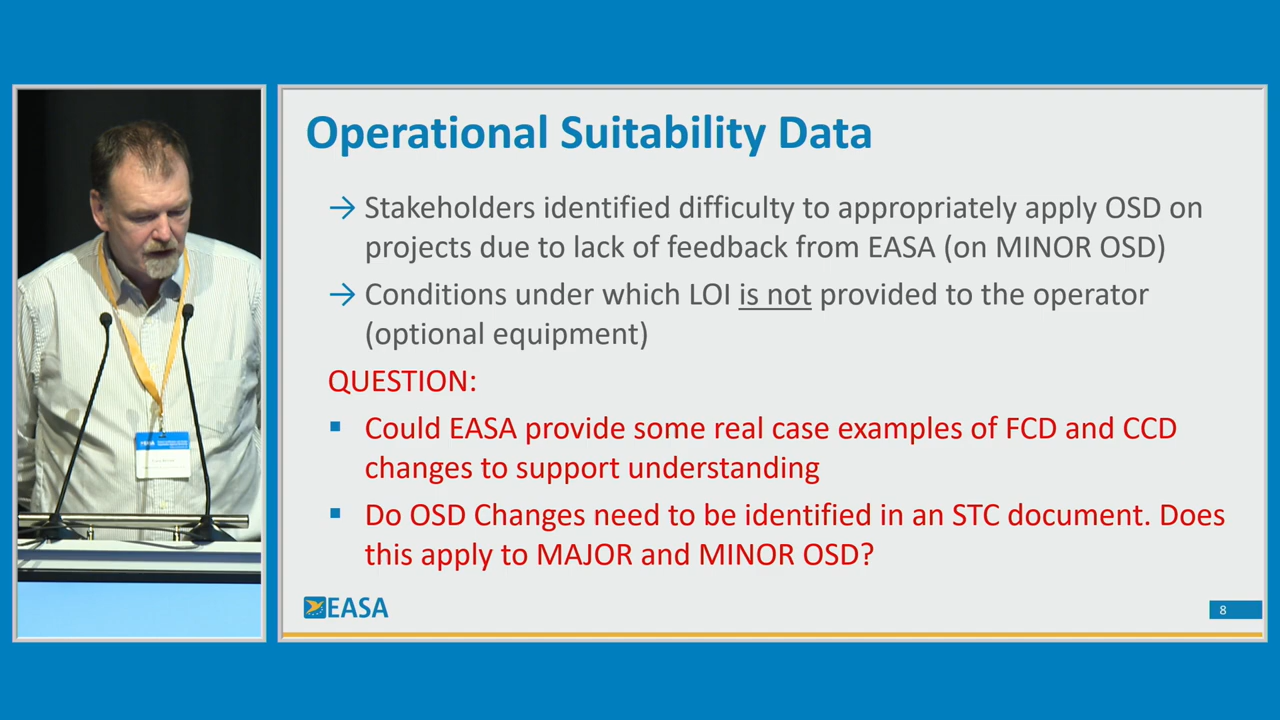 Operational Suitability Data
→ Stakeholders identified difficulty to appropriately apply OSD on
projects due to lack of feedback from EASA (on MINOR OSD)
→ Conditions under which LOI is not provided to the operator
(optional equipment)
QUESTION:
▪ Could EASA provide some real case examples of FCD and CCD
changes to support understanding
▪ Do OSD Changes need to be identified in an STC document. Does
this apply to MAJOR and MINOR OSD?
EASA
8
EASA